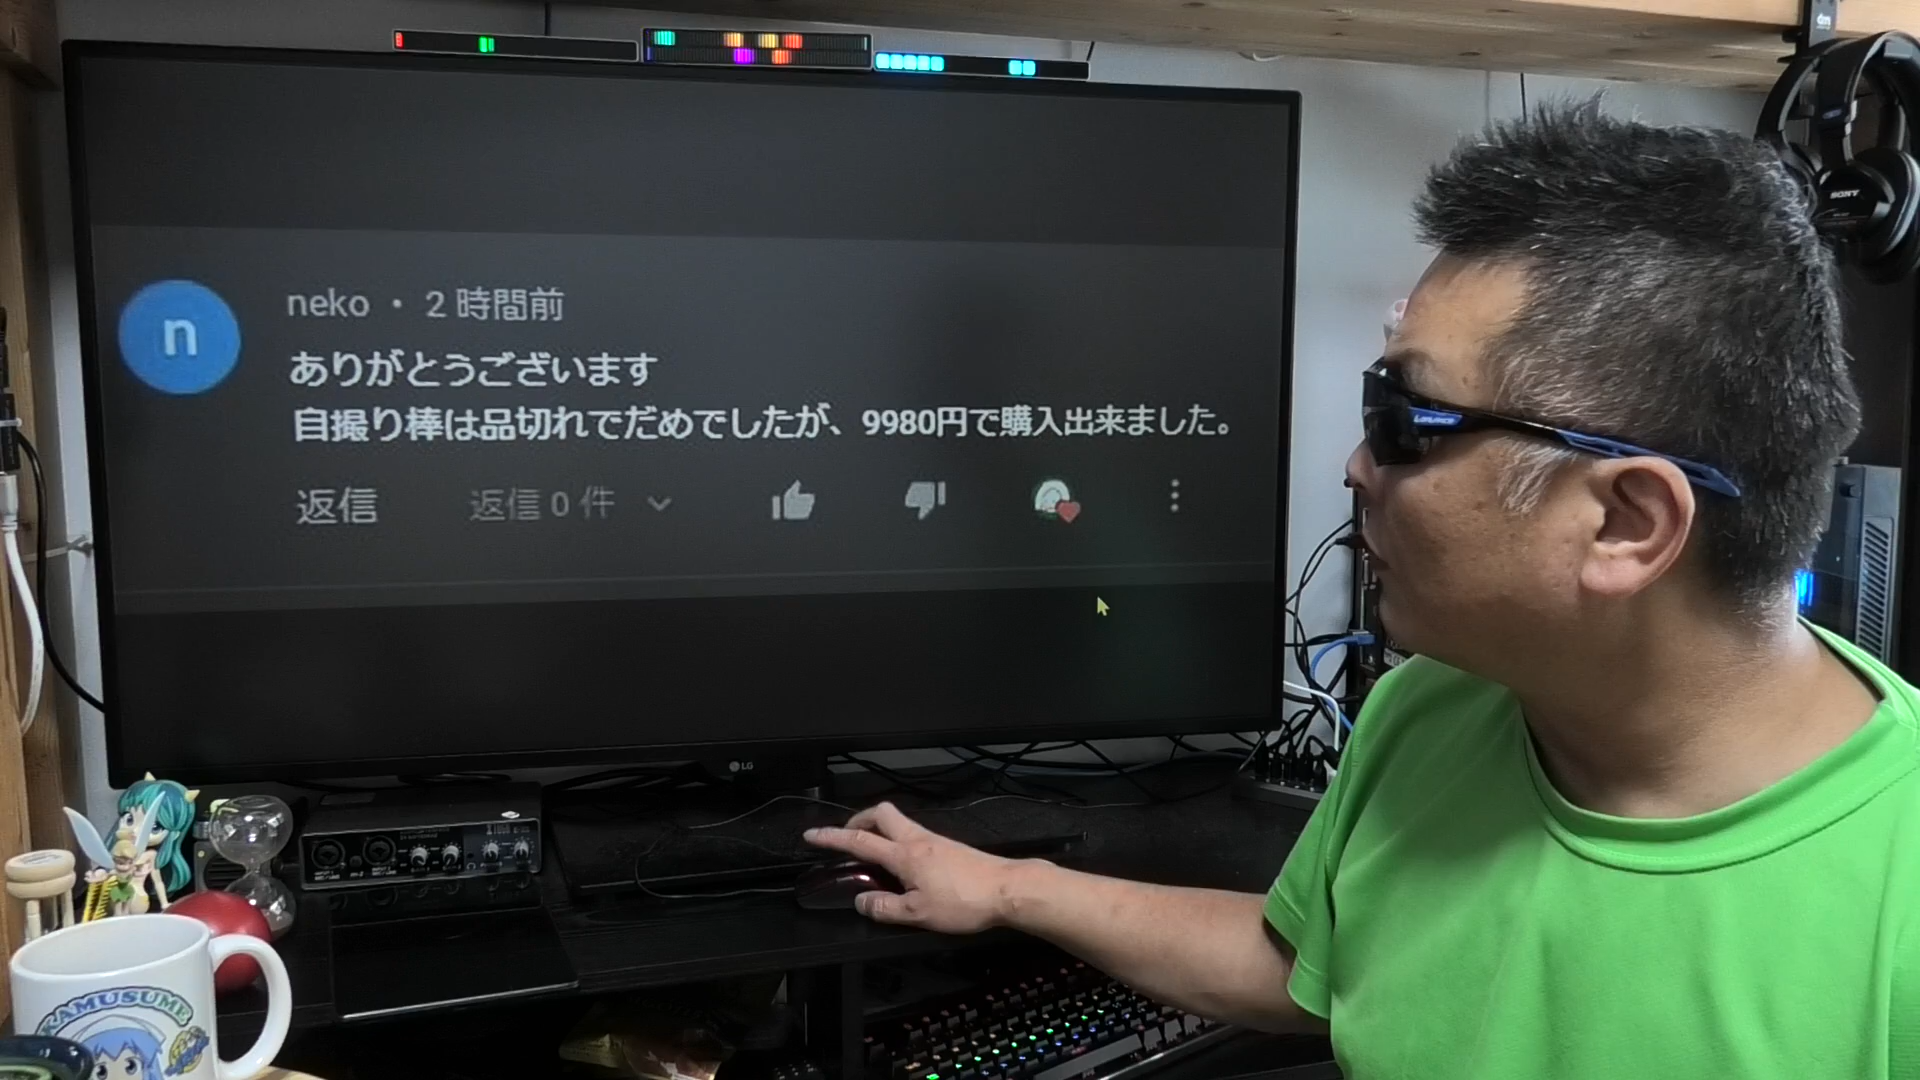 neko ・ 2 時間前
ありがとうございます
自撮り棒は品切れでだめでしたが、9980円で購入出来ました。
返信 返信 0 件
n
LG
SONY
KAMUSUME